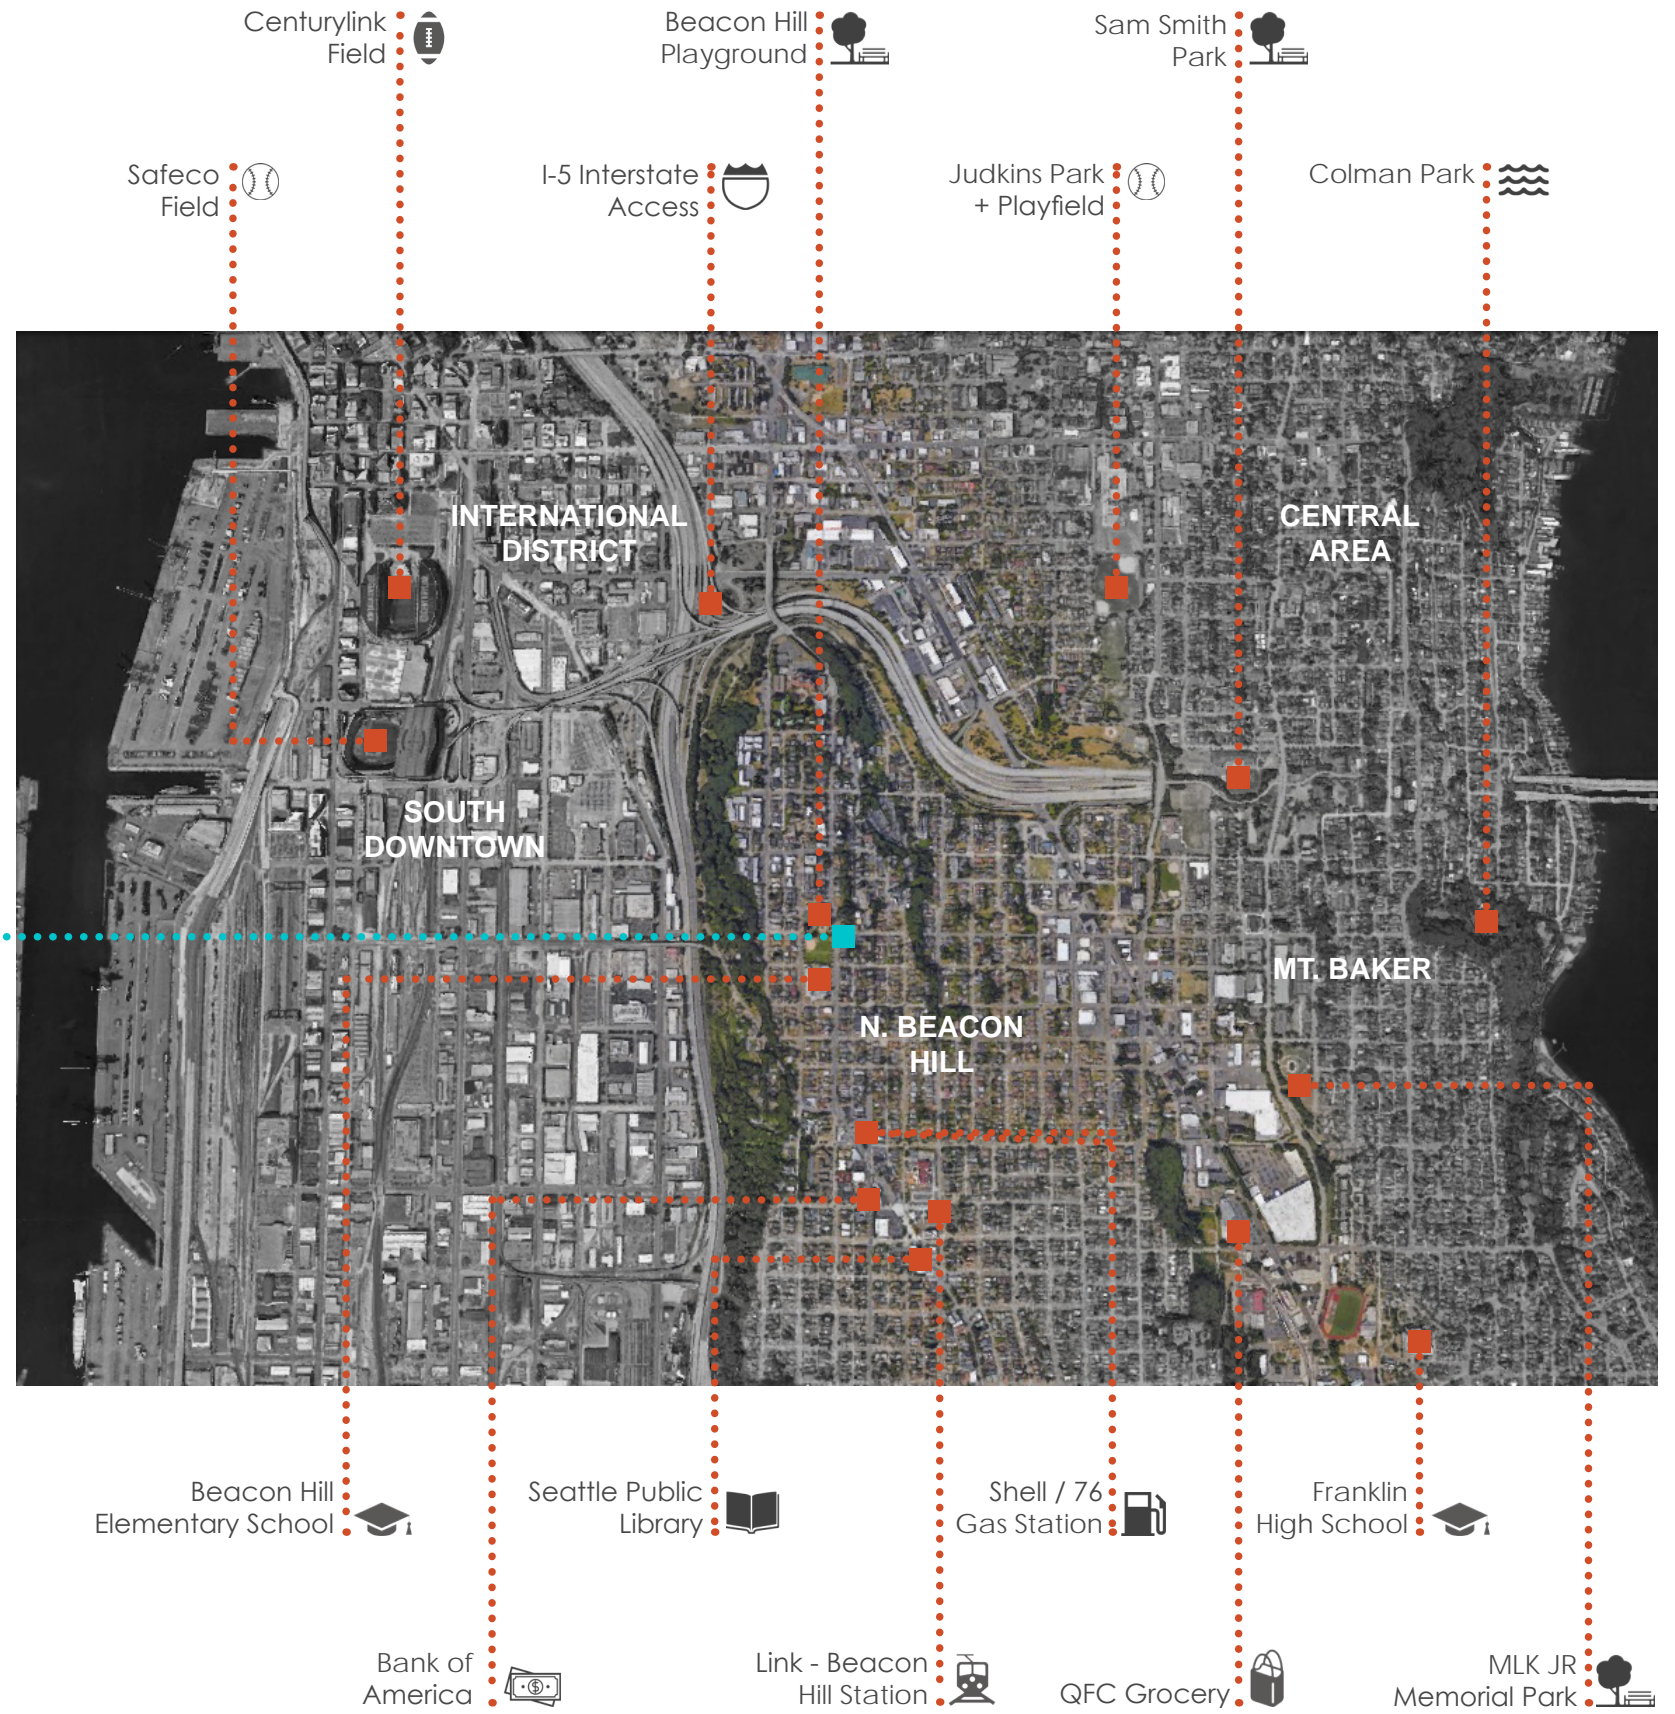 Centurylink
Field
Beacon Hill
Playground
Sam Smith
Park
Safeco
Field
I-5 Interstate
Access
Judkins Park
+ Playfield
Colman Park
INTERNATIONAL
DISTRICT
CENTRAL
AREA
SOUTH
DOWNTOWN
MT. BAKER
N. BEACON
HILL
Beacon Hill
Elementary School
Seattle Public
Library
Shell / 76
Gas Station
Franklin
High School
Bank of
America
Link - Beacon
Hill Station
QFC Grocery
MLK JR
Memorial Park